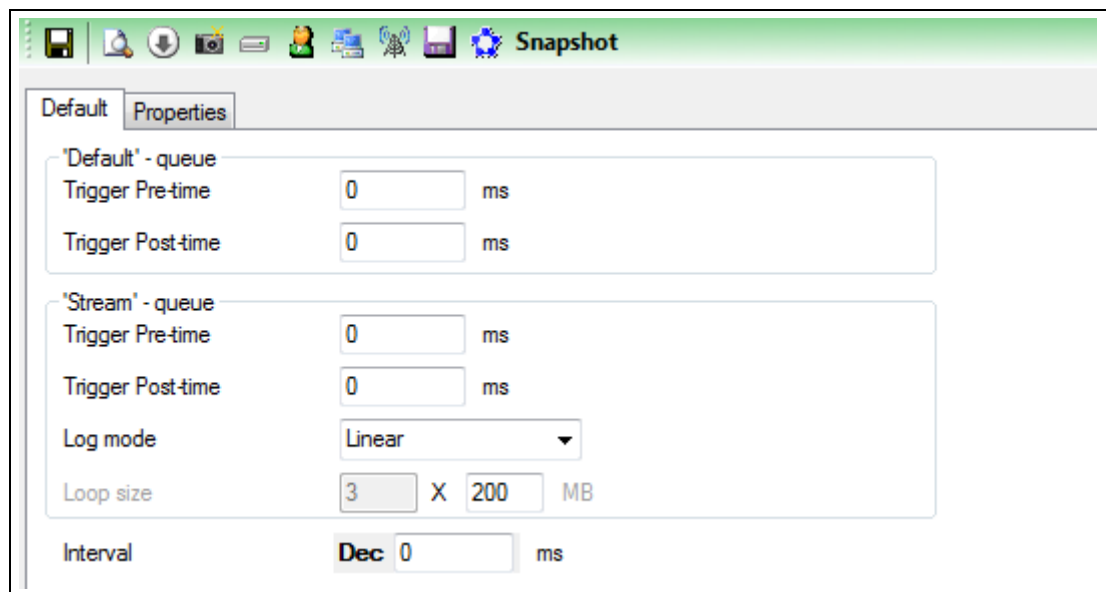 Snapshot
Default Properties
'Default' - queue
Trigger Pre-time 0 ms
Trigger Post-time 0 ms
'Stream' - queue
Trigger Pre-time 0 ms
Trigger Post-time 0 ms
Log mode Linear
Loop size 3 X 200 MB
Interval Dec 0 ms